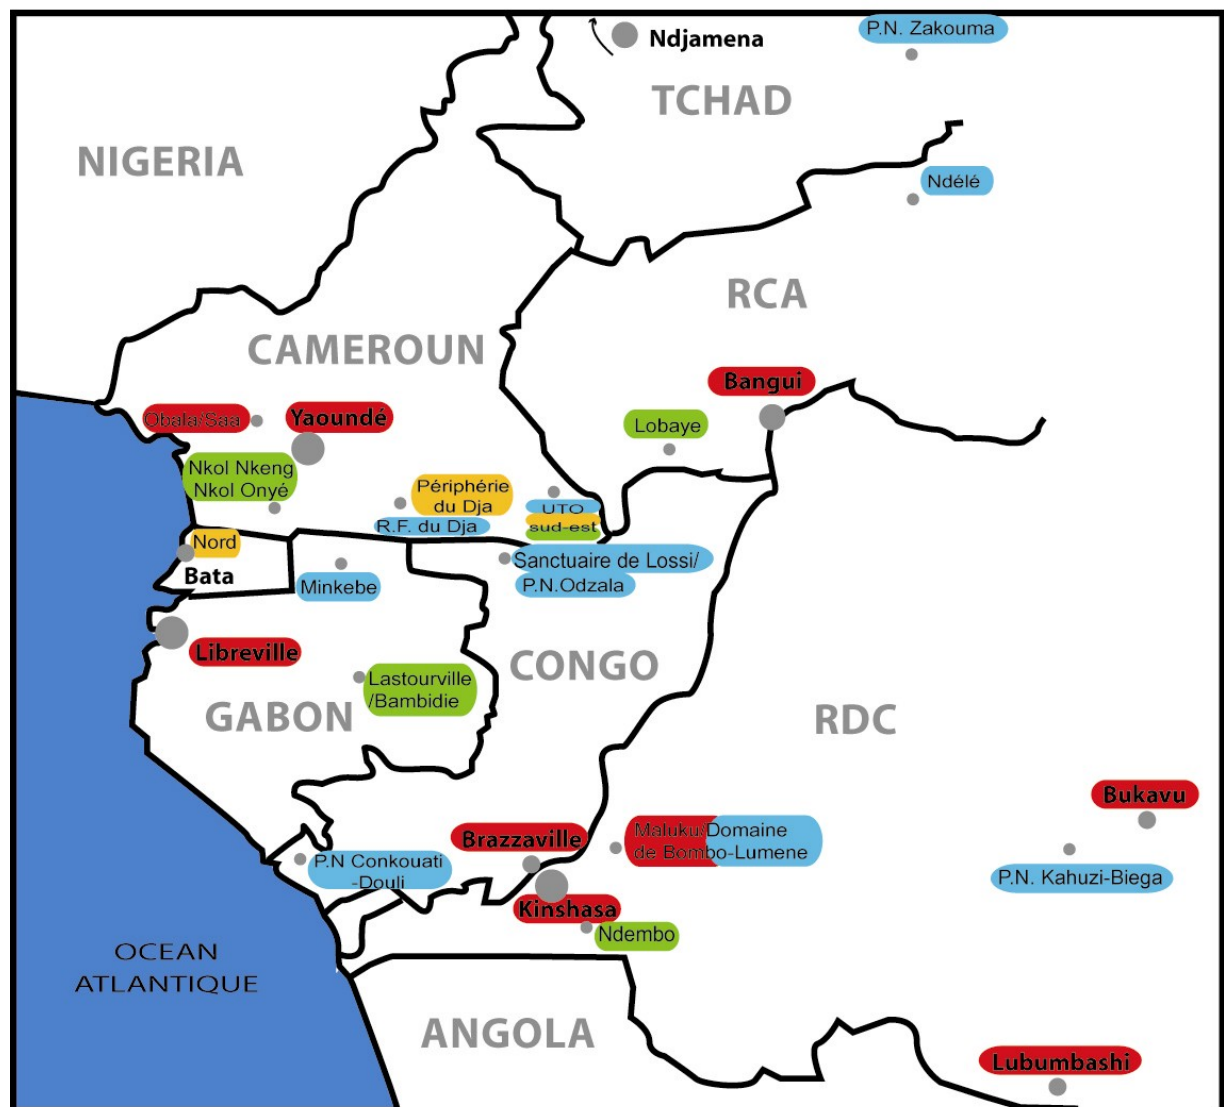 P.N. Zakouma
Ndjamena
TCHAD
NIGERIA
Ndélé
RCA
CAMEROUN
Bangui
Obala/Saa
Yaoundé
Lobaye
Nkol Nkeng
Nkol Onyé
Périphérie
du Dja
R.F. du Dja
UTO
sud-est
Nord
Bata
Minkebe
Sanctuaire de Lossi/
P.N.Odzala
Libreville
CONGO
Lastourville
/Bambidie
GABON
RDC
Bukavu
Brazzaville
Maluku/Domaine
de Bombo-Lumene
P.N Conkouati
-Douli
P.N. Kahuzi-Biega
Kinshasa
Ndembo
OCEAN
ATLANTIQUE
ANGOLA
Lubumbashi